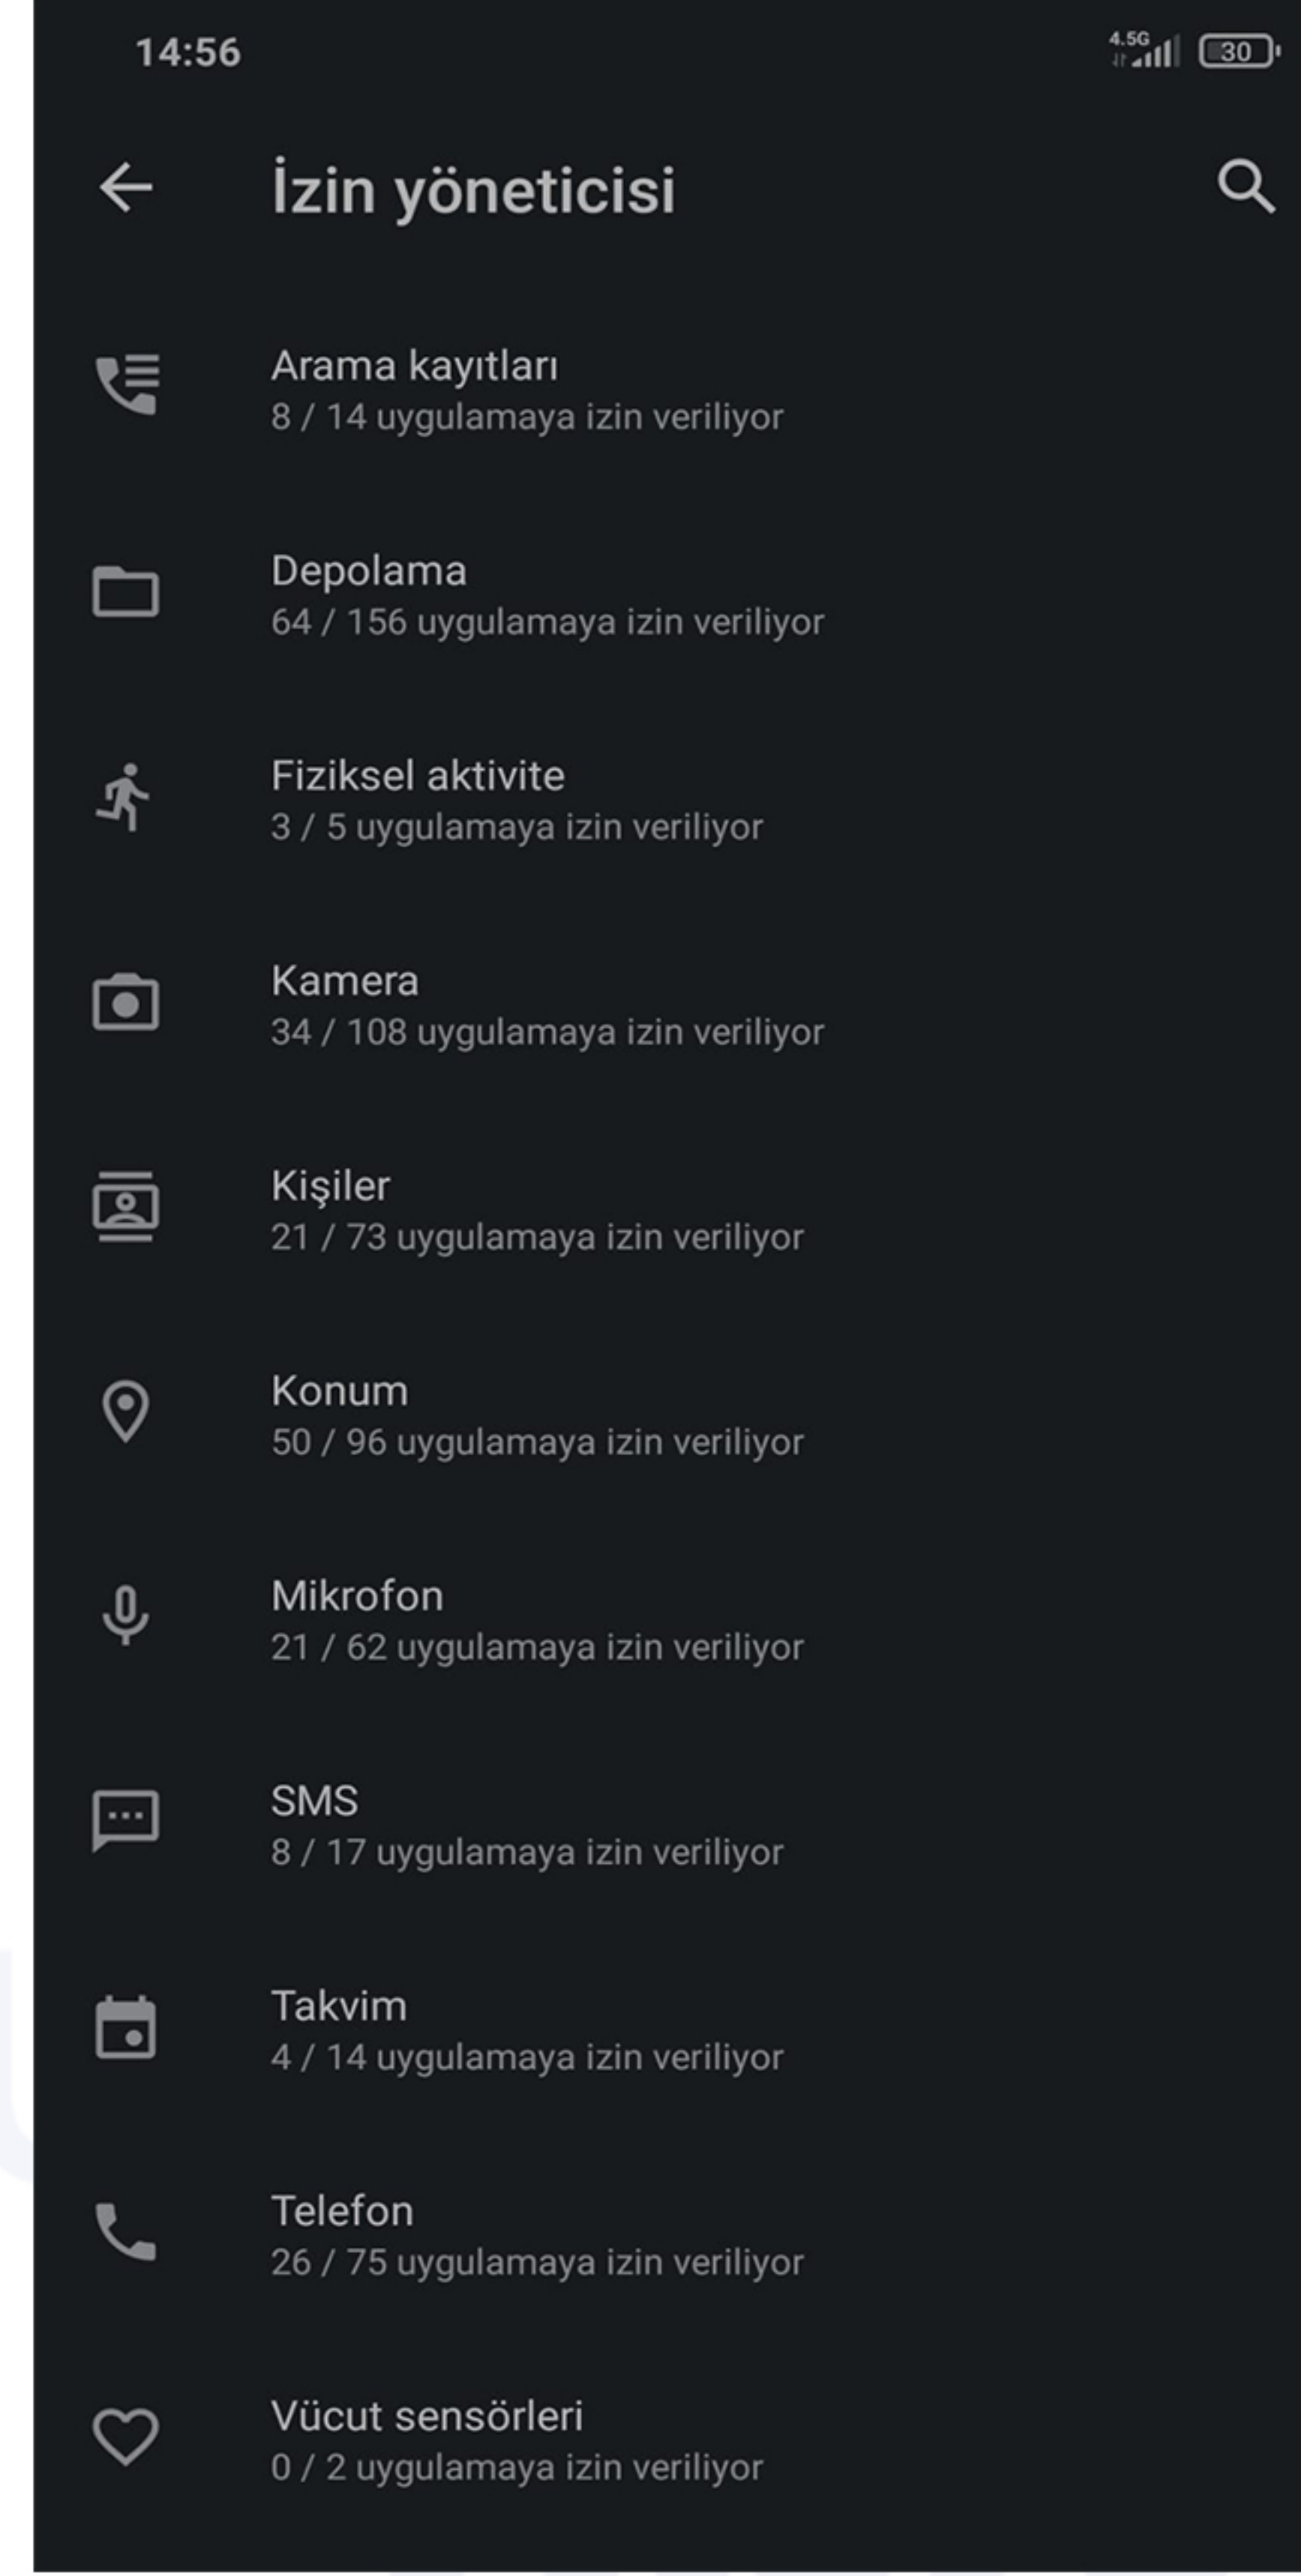 14:56
4.5G
30
İzin yöneticisi
Arama kayıtları
8 / 14 uygulamaya izin veriliyor
Depolama
64 / 156 uygulamaya izin veriliyor
Fiziksel aktivite
3 / 5 uygulamaya izin veriliyor
Kamera
34 / 108 uygulamaya izin veriliyor
Kişiler
21 / 73 uygulamaya izin veriliyor
Konum
50 / 96 uygulamaya izin veriliyor
Mikrofon
21 / 62 uygulamaya izin veriliyor
SMS
8 / 17 uygulamaya izin veriliyor
Takvim
4 / 14 uygulamaya izin veriliyor
Telefon
26 / 75 uygulamaya izin veriliyor
Vücut sensörleri
0 / 2 uygulamaya izin veriliyor